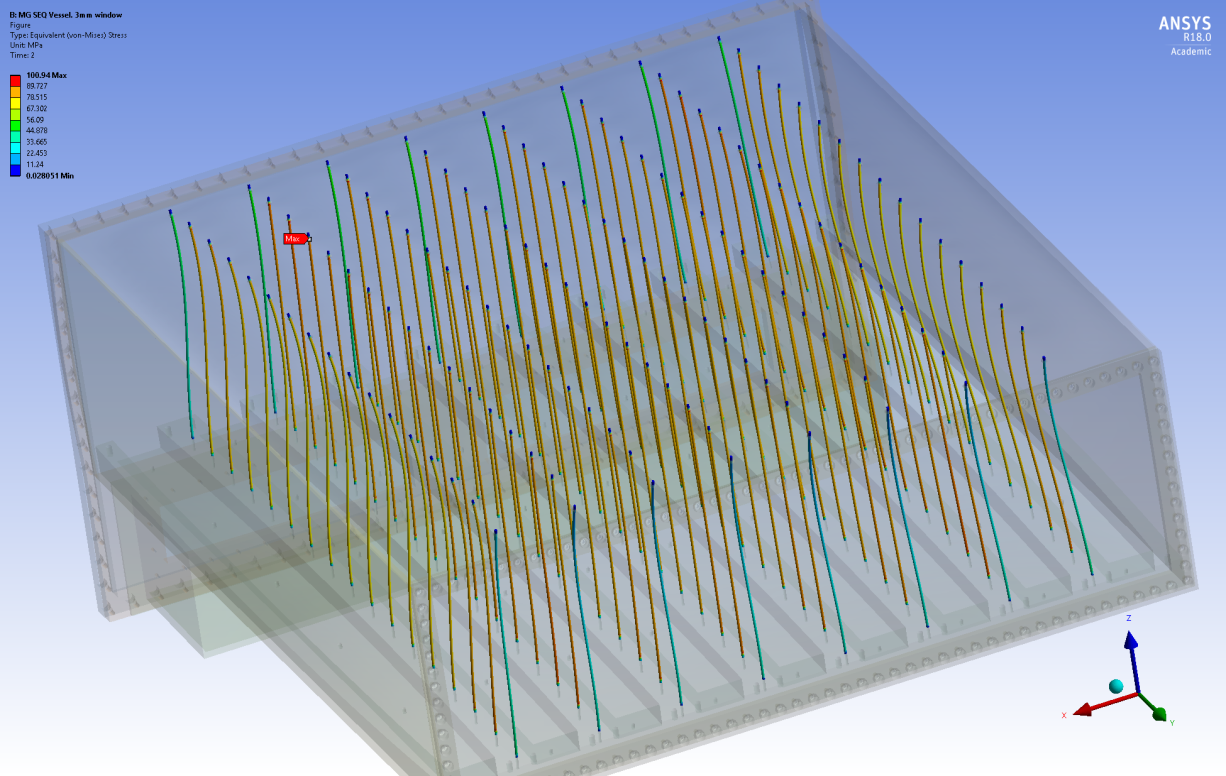 B: MG SEQ Vessel. 3mm window
Figure
Type: Equivalent (von-Mises) Stress
Unit: MPa
Time: 2
100.94 Max
89.727
78.515
67.302
56.09
44.878
33.665
22.453
11.24
0.028051 Min
ANSYS
R18.0
Academic
Max
Z
X
Y